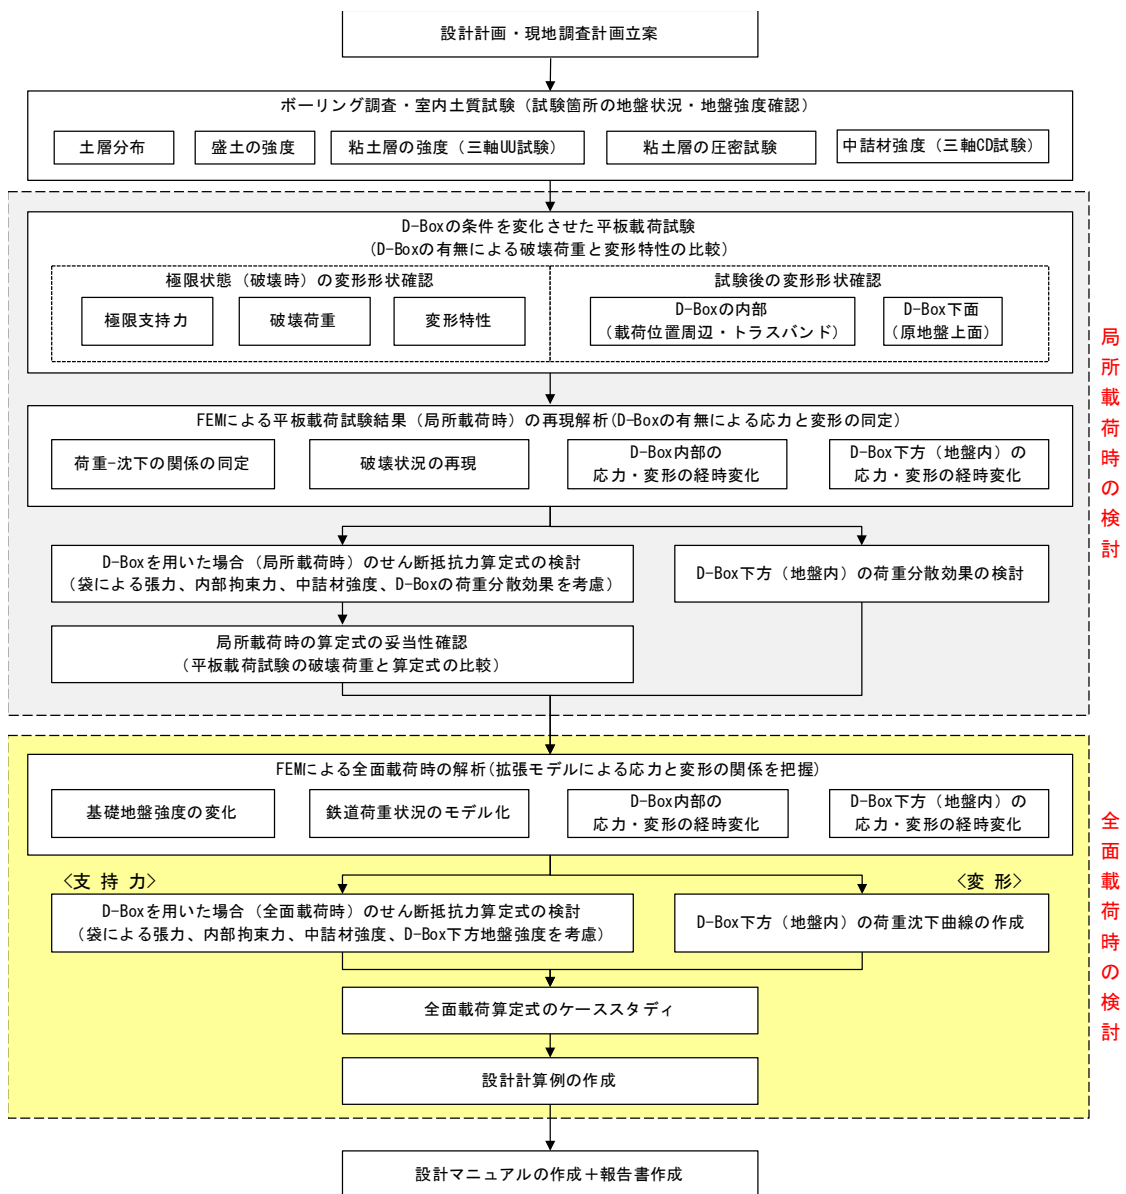 設計計画・現地調査計画立案
ボーリング調査・室内土質試験（試験箇所の地盤状況・地盤強度確認）
土層分布
盛土の強度
粘土層の強度（三軸UU試験）
粘土層の圧密試験
中詰材強度（三軸CD試験）
D-Boxの条件を変化させた平板載荷試験
(D-Boxの有無による破壊荷重と変形特性の比較）
極限状態（破壊時）の変形形状確認
極限支持力
破壊荷重
変形特性
試験後の変形形状確認
D-Boxの内部
（載荷位置周辺・トラスバンド）
D-Box下面
（原地盤上面）
FEMによる平板載荷試験結果（局所載荷時）の再現解析(D-Boxの有無による応力と変形の同定）
荷重-沈下の関係の同定
破壊状況の再現
D-Box内部の
応力・変形の経時変化
D-Box下方（地盤内）の
応力・変形の経時変化
D-Boxを用いた場合（局所載荷時）のせん断抵抗力算定式の検討
（袋による張力、内部拘束力、中詰材強度、D-Boxの荷重分散効果を考慮）
D-Box下方（地盤内）の荷重分散効果の検討
局所載荷時の算定式の妥当性確認
（平板載荷試験の破壊荷重と算定式の比較）
局所載荷時の検討
FEMによる全面載荷時の解析(拡張モデルによる応力と変形の関係を把握)
基礎地盤強度の変化
鉄道荷重状況のモデル化
D-Box内部の
応力・変形の経時変化
D-Box下方（地盤内）の
応力・変形の経時変化
〈支 持 力〉
〈変 形〉
D-Boxを用いた場合（全面載荷時）のせん断抵抗力算定式の検討
（袋による張力、内部拘束力、中詰材強度、D-Box下方地盤強度を考慮）
D-Box下方（地盤内）の荷重沈下曲線の作成
全面載荷算定式のケーススタディ
設計計算例の作成
全面載荷時の検討
設計マニュアルの作成＋報告書作成